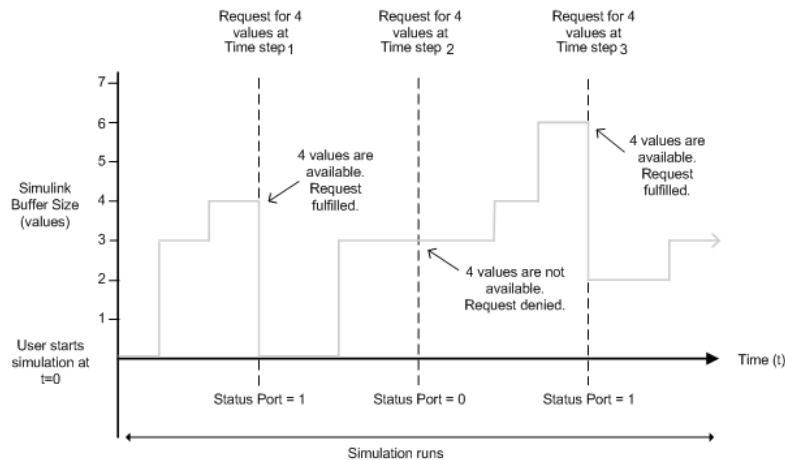 Request for 4
values at
Time step 1
Request for 4
values at
Time step 2
Request for 4
values at
Time step 3
7
6
5
4
3
2
1
Simulink
Buffer Size
(values)
4 values are
available.
Request
fulfilled.
4 values are not
available.
Request denied.
4 values are
available.
Request
fulfilled.
User starts
simulation at
t=0
Time (t)
Status Port = 1
Status Port = 0
Status Port = 1
Simulation runs